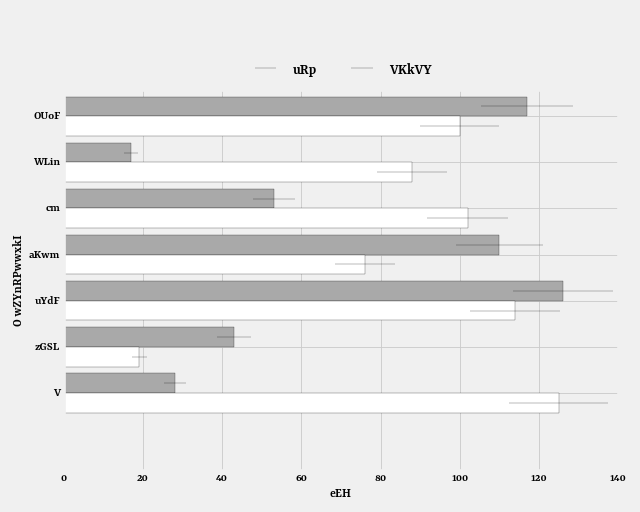 uRp VKkVY
OUoF
WLin
cm
aKwm
uYdF
zGSL
V
O wZYnRPwwxkI
0 20 40 60 80 100 120 140
eEH